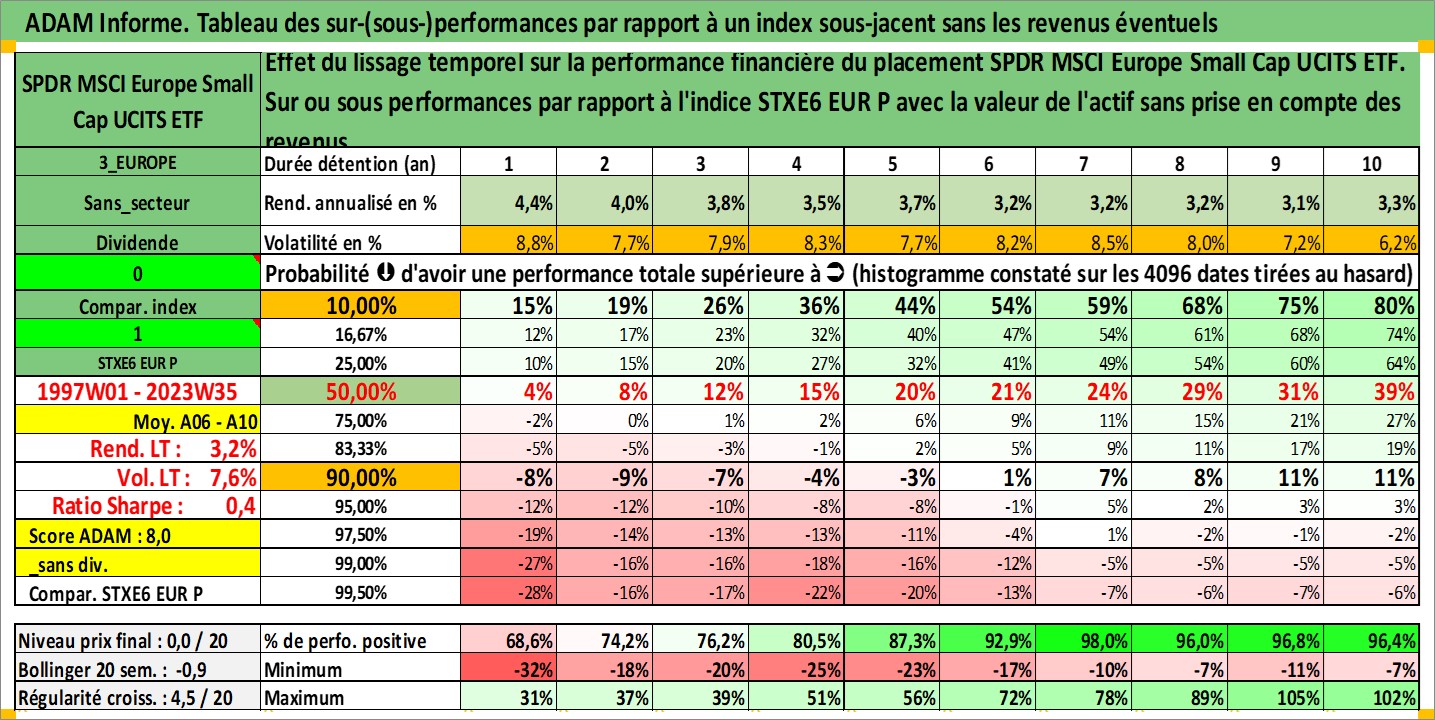 ADAM Informe. Tableau des sur-(sous-)performances par rapport à un index sous-jacent sans les revenus éventuels
SPDR MSCI Europe Small
Cap UCITS ETF
Effet du lissage temporel sur la performance financière du placement SPDR MSCI Europe Small Cap UCITS ETF.
Sur ou sous performances par rapport à l'indice STXE6 EUR P avec la valeur de l'actif sans prise en compte des
revenus
3_EUROPE Durée détention (an) 1 2 3 4 5 6 7 8 9 10
Sans_secteur Rend. annualisé en % 4,4% 4,0% 3,8% 3,5% 3,7% 3,2% 3,2% 3,2% 3,1% 3,3%
Dividende Volatilité en % 8,8% 7,7% 7,9% 8,3% 7,7% 8,2% 8,5% 8,0% 7,2% 6,2%
0 Probabilité d'avoir une performance totale supérieure à (histogramme constaté sur les 4096 dates tirées au hasard)
Compar. index 10,00% 15% 19% 26% 36% 44% 54% 59% 68% 75% 80%
1 16,67% 12% 17% 23% 32% 40% 47% 54% 61% 68% 74%
STXE6 EUR P 25,00% 10% 15% 20% 27% 32% 41% 49% 54% 60% 64%
1997W01 - 2023W35 50,00% 4% 8% 12% 15% 20% 21% 24% 29% 31% 39%
Moy. A06 - A10 75,00% -2% 0% 1% 2% 6% 9% 11% 15% 21% 27%
Rend. LT : 3,2% 83,33% -5% -5% -3% -1% 2% 5% 9% 11% 17% 19%
Vol. LT : 7,6% 90,00% -8% -9% -7% -4% -3% 1% 7% 8% 11% 11%
Ratio Sharpe : 0,4 95,00% -12% -12% -10% -8% -8% -1% 5% 2% 3% 3%
Score ADAM : 8,0 97,50% -19% -14% -13% -13% -11% -4% 1% -2% -1% -2%
_sans div. 99,00% -27% -16% -16% -18% -16% -12% -5% -5% -5% -5%
Compar. STXE6 EUR P 99,50% -28% -16% -17% -22% -20% -13% -7% -6% -7% -6%
Niveau prix final : 0,0 / 20 % de perfo. positive 68,6% 74,2% 76,2% 80,5% 87,3% 92,9% 98,0% 96,0% 96,8% 96,4%
Bollinger 20 sem. : -0,9 Minimum -32% -18% -20% -25% -23% -17% -10% -7% -11% -7%
Régularité croiss. : 4,5 / 20 Maximum 31% 37% 39% 51% 56% 72% 78% 89% 105% 102%